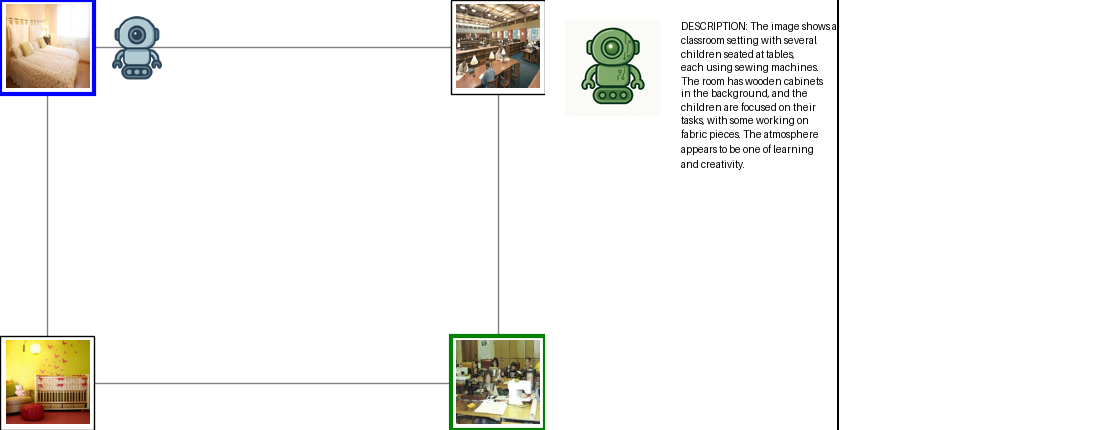 DESCRIPTION: The image shows a
classroom setting with several
children seated at tables,
each using sewing machines.
The room has wooden cabinets
in the background, and the
children are focused on their
tasks, with some working on
fabric pieces. The atmosphere
appears to be one of learning
and creativity.